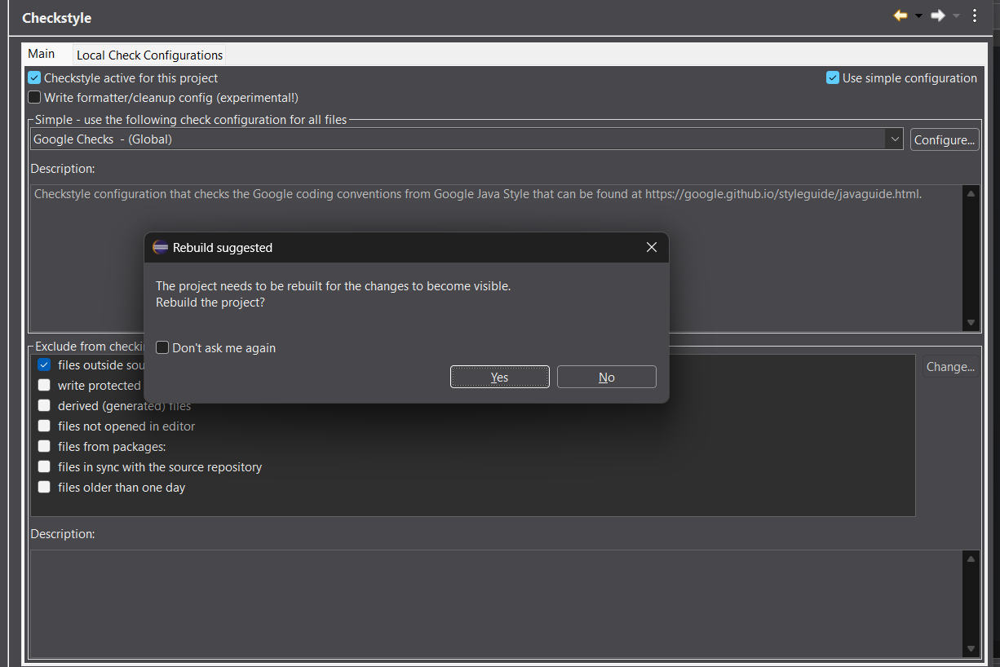 Checkstyle
Main
Local Check Configurations
Checkstyle active for this project
Use simple configuration
Write formatter/cleanup config (experimental!)
Simple - use the following check configuration for all files
Google Checks - (Global)
Configure...
Description:
Checkstyle configuration that checks the Google coding conventions from Google Java Style that can be found at https://google.github.io/styleguide/javaguide.html.
Rebuild suggested
The project needs to be rebuilt for the changes to become visible.
Rebuild the project?
Don't ask me again
Yes
No
Exclude from checki
files outside sou
Change...
write protected
derived (generated) files
files not opened in editor
files from packages:
files in sync with the source repository
files older than one day
Description: